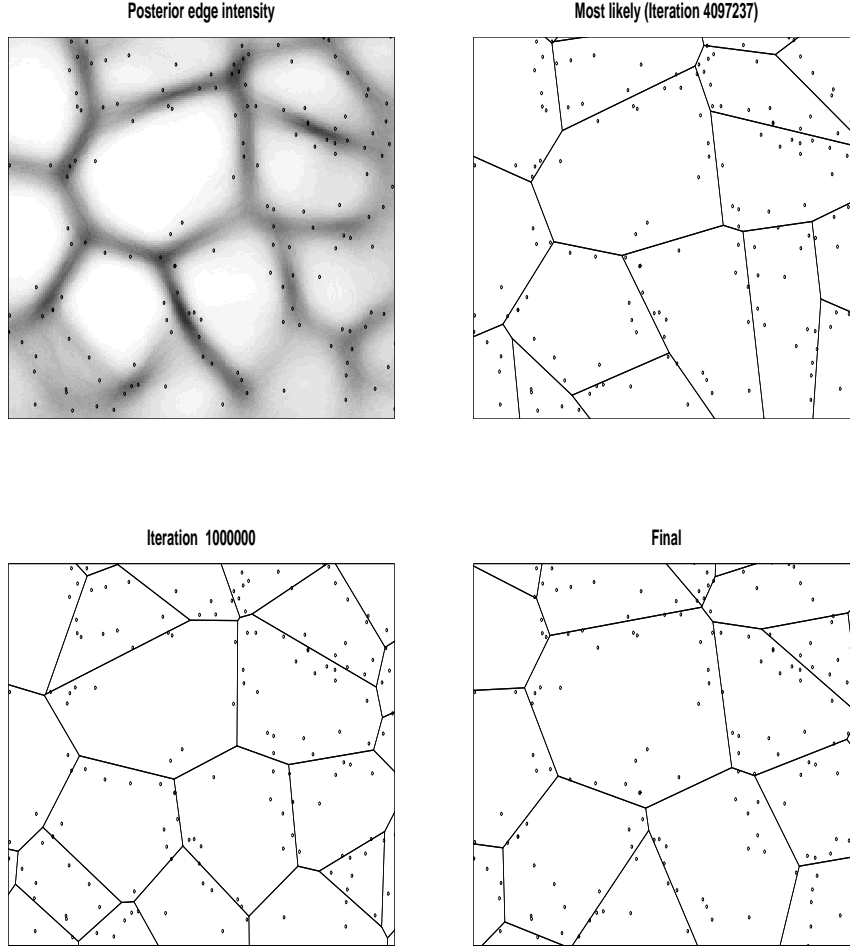 Posterior edge intensity
Most likely (Iteration 4097237)
Iteration 1000000
Final